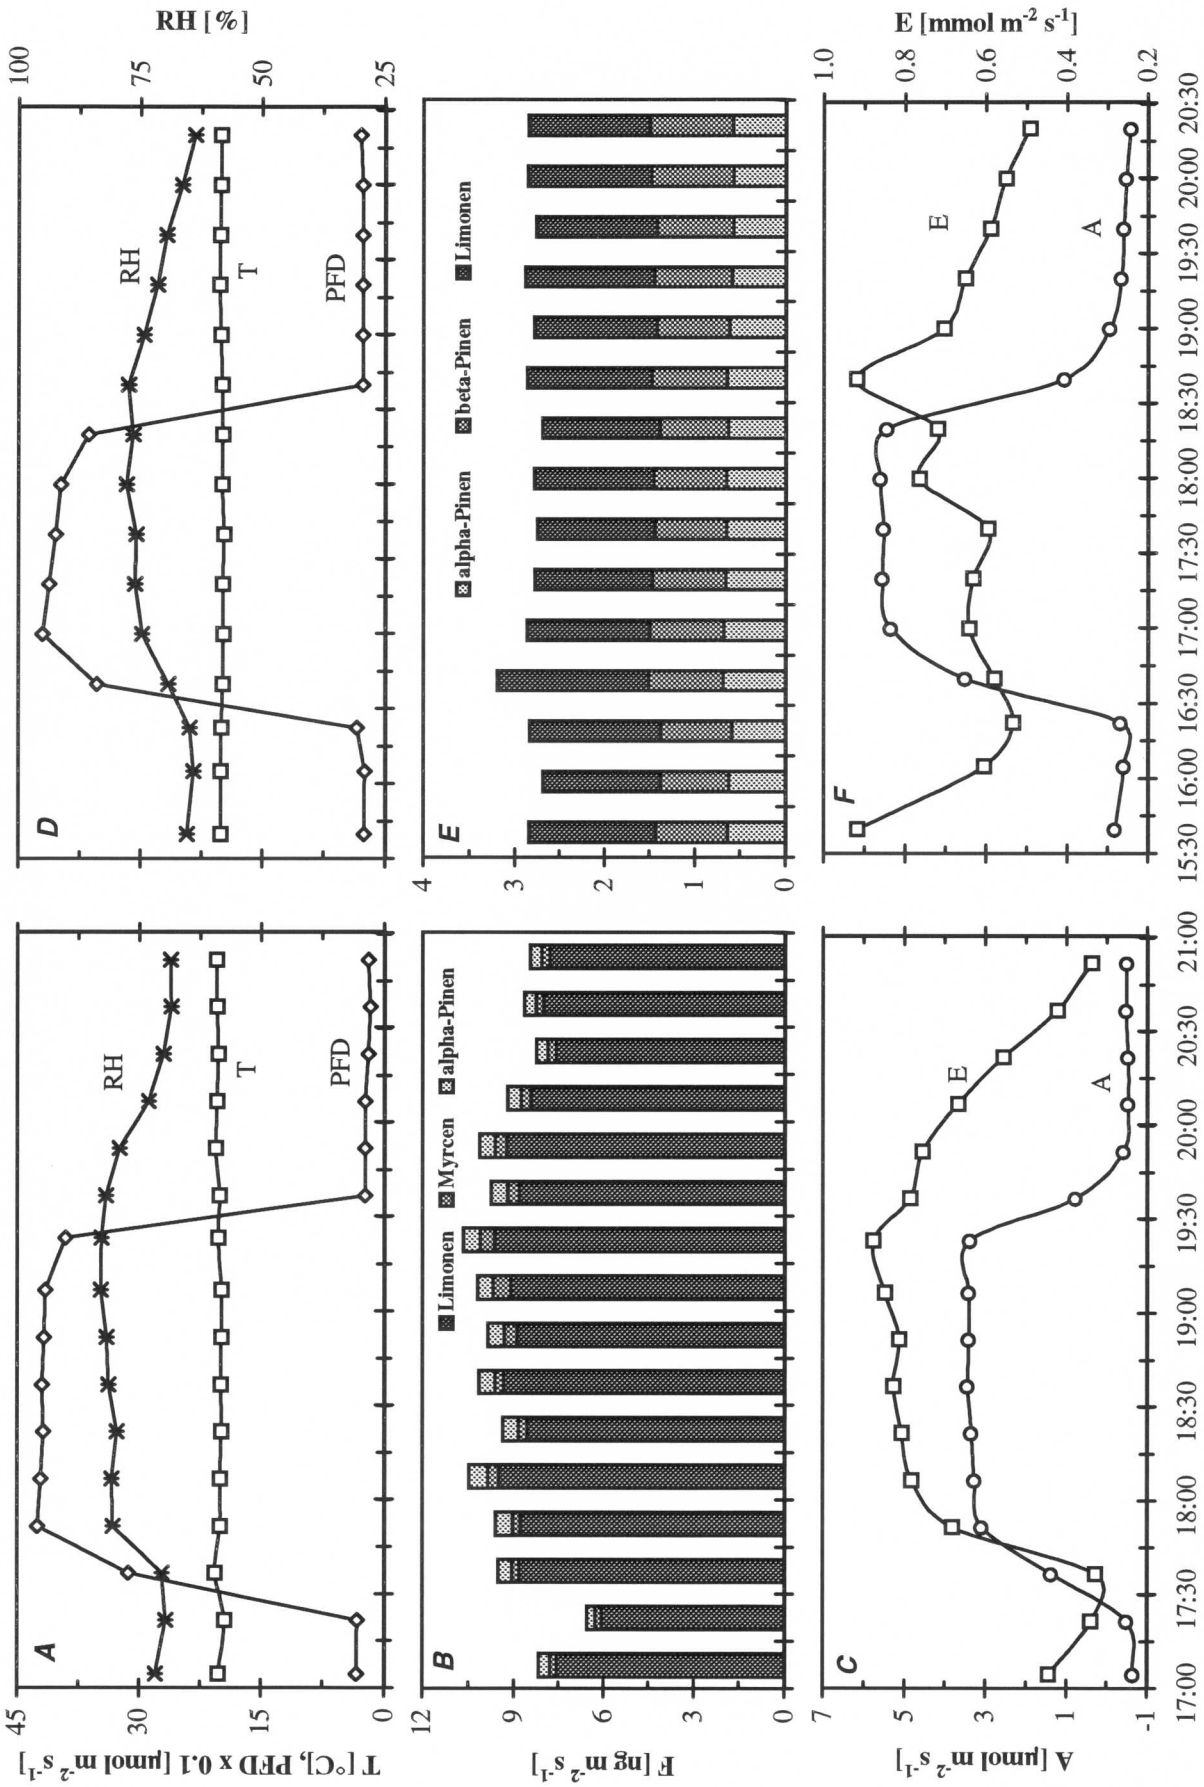 A
D
45
30
15
0
T [°C], PFD x 0.1 [µmol m⁻² s⁻¹]
RH
T
PFD
RH
T
PFD
100
75
50
25
RH [ % ]
B
Limonen Myrcen alpha-Pinen
12
9
6
3
0
F [ ng m⁻² s⁻¹]
E
alpha-Pinen beta-Pinen Limonen
4
3
2
1
0
C
7
5
3
1
-1
A [µmol m⁻² s⁻¹]
E
A
F
E
A
1.0
0.8
0.6
0.4
0.2
E [mmol m⁻² s⁻¹]
17:00 17:30 18:00 18:30 19:00 19:30 20:00 20:30 21:00
15:30 16:00 16:30 17:00 17:30 18:00 18:30 19:00 19:30 20:00 20:30